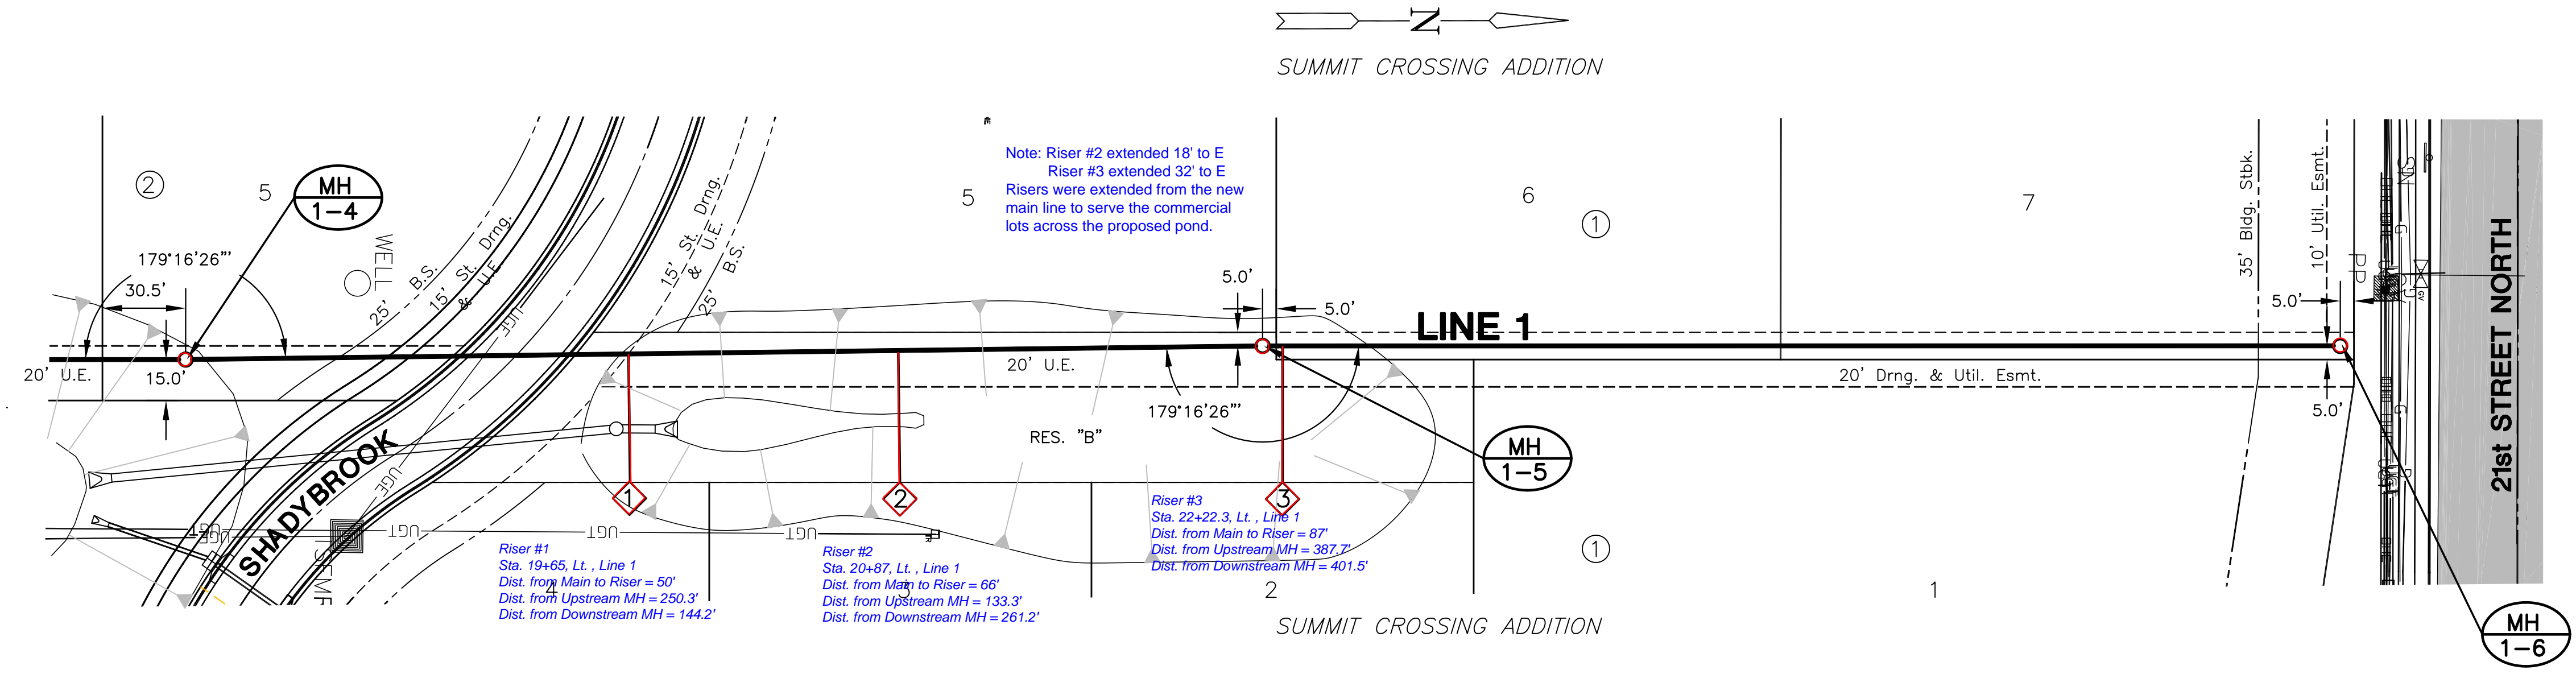 N
SUMMIT CROSSING ADDITION
Note: Riser #2 extended 18' to E
Riser #3 extended 32' to E
Risers were extended from the new
main line to serve the commercial
lots across the proposed pond.
2
5
MH
1-4
179°16'26"'
30.5'
WELL
25' B.S.
15' St. Drng.
& U.E.
15' St. Drng.
& U.E.
25' B.S.
UGE
5
6
1
7
35' Bldg. Stbk.
10' Util. Esmt.
PP
SGN
G
GV
5.0'
5.0'
5.0'
LINE 1
20' U.E.
15.0'
20' U.E.
20' Drng. & Util. Esmt.
5.0'
179°16'26"'
RES. "B"
MH
1-5
21st STREET NORTH
SHADYBROOK
UGE
UGT
UGE
UGT
UGT
UGT
UGT
1
2
3
Riser #1
Sta. 19+65, Lt. , Line 1
Dist. from Main to Riser = 50'
Dist. from Upstream MH = 250.3'
Dist. from Downstream MH = 144.2'
4
Riser #2
Sta. 20+87, Lt. , Line 1
Dist. from Main to Riser = 66'
Dist. from Upstream MH = 133.3'
Dist. from Downstream MH = 261.2'
3
Riser #3
Sta. 22+22.3, Lt. , Line 1
Dist. from Main to Riser = 87'
Dist. from Upstream MH = 387.7'
Dist. from Downstream MH = 401.5'
2
1
1
SUMMIT CROSSING ADDITION
MH
1-6